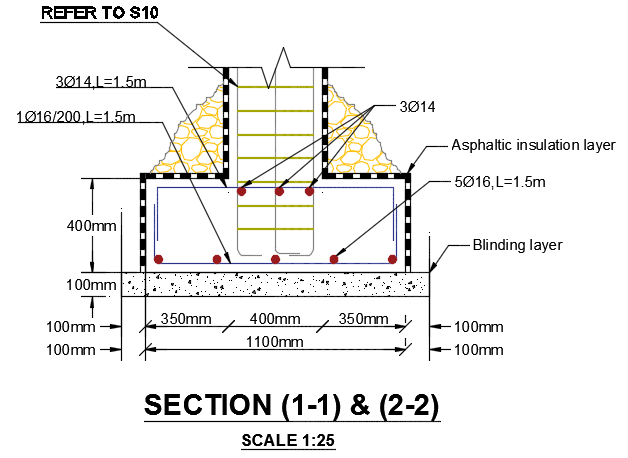 REFER TO S10
3Ø14,L=1.5m
3Ø14
1Ø16/200,L=1.5m
Asphaltic insulation layer
5Ø16,L=1.5m
400mm
Blinding layer
100mm
350mm 400mm 350mm
100mm 100mm
1100mm
100mm 100mm
SECTION (1-1) & (2-2)
SCALE 1:25